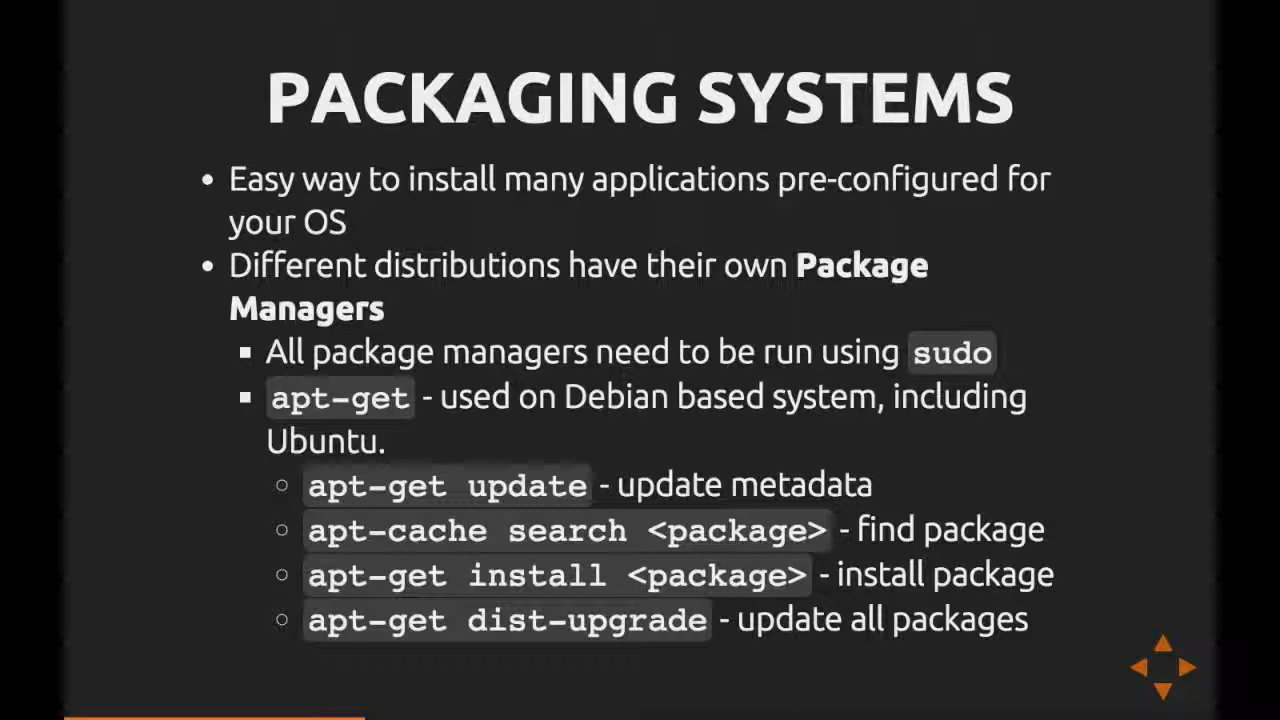 PACKAGING SYSTEMS
Easy way to install many applications pre-configured for
your OS
Different distributions have their own Package
Managers
All package managers need to be run using sudo
apt-get - used on Debian based system, including
Ubuntu.
apt-get update - update metadata
apt-cache search <package> - find package
apt-get install <package> - install package
apt-get dist-upgrade - update all packages